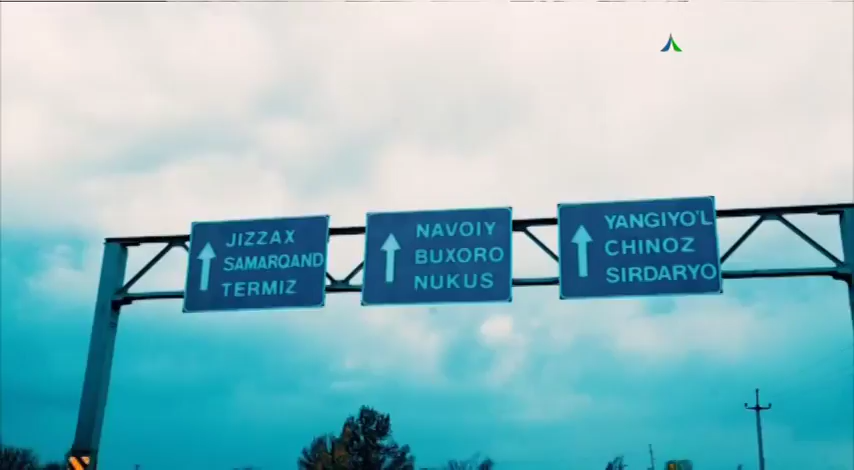 JIZZAX
SAMARQAND
TERMIZ
NAVOIY
BUXORO
NUKUS
YANGIYO'L
CHINOZ
SIRDARYO